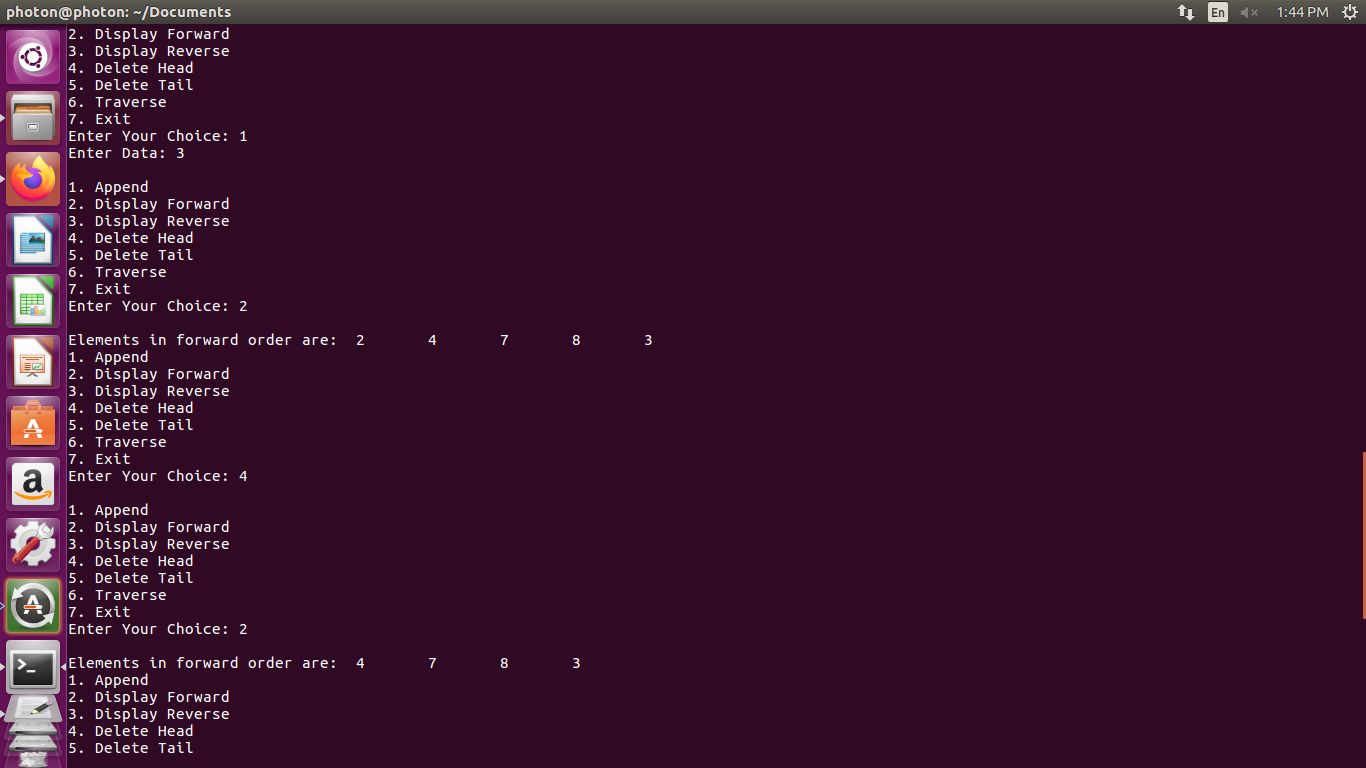 photon@photon: ~/Documents
En
1:44 PM
2. Display Forward
3. Display Reverse
4. Delete Head
5. Delete Tail
6. Traverse
7. Exit
Enter Your Choice: 1
Enter Data: 3
1. Append
2. Display Forward
3. Display Reverse
4. Delete Head
5. Delete Tail
6. Traverse
7. Exit
Enter Your Choice: 2
Elements in forward order are:  2       4       7       8       3
1. Append
2. Display Forward
3. Display Reverse
4. Delete Head
5. Delete Tail
6. Traverse
7. Exit
Enter Your Choice: 4
1. Append
2. Display Forward
3. Display Reverse
4. Delete Head
5. Delete Tail
6. Traverse
7. Exit
Enter Your Choice: 2
Elements in forward order are:  4       7       8       3
1. Append
2. Display Forward
3. Display Reverse
4. Delete Head
5. Delete Tail